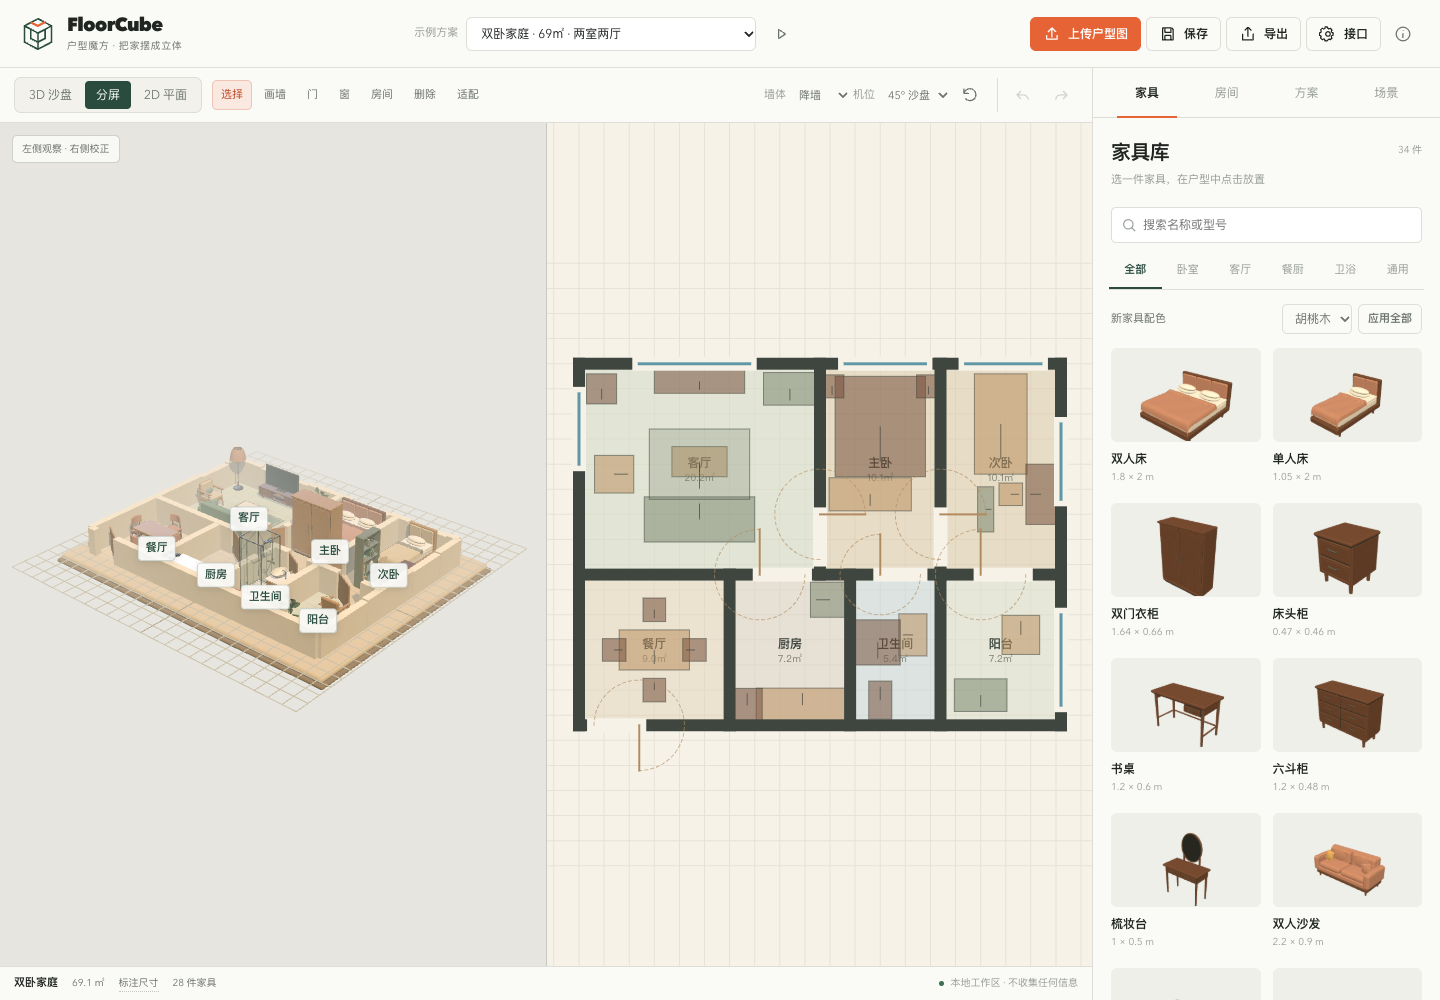 FloorCube
户型魔方 · 把家摆成立体
示例方案
双卧家庭 · 69㎡ · 两室两厅
上传户型图
保存
导出
接口
3D 沙盘
分屏
2D 平面
选择
画墙
门
窗
房间
删除
适配
墙体
降墙
机位
45° 沙盘
家具
房间
方案
场景
左侧观察 · 右侧校正
客厅
餐厅
主卧
厨房
次卧
卫生间
阳台
客厅
20.2㎡
主卧
10.1㎡
次卧
10.1㎡
餐厅
9.0㎡
厨房
7.2㎡
卫生间
5.4㎡
阳台
7.2㎡
家具库
34 件
选一件家具，在户型中点击放置
搜索名称或型号
全部
卧室
客厅
餐厨
卫浴
通用
新家具配色
胡桃木
应用全部
双人床
1.8 × 2 m
单人床
1.05 × 2 m
双门衣柜
1.64 × 0.66 m
床头柜
0.47 × 0.46 m
书桌
1.2 × 0.6 m
六斗柜
1.2 × 0.48 m
梳妆台
1 × 0.5 m
双人沙发
2.2 × 0.9 m
双卧家庭
69.1 ㎡
标注尺寸
28 件家具
本地工作区 · 不收集任何信息